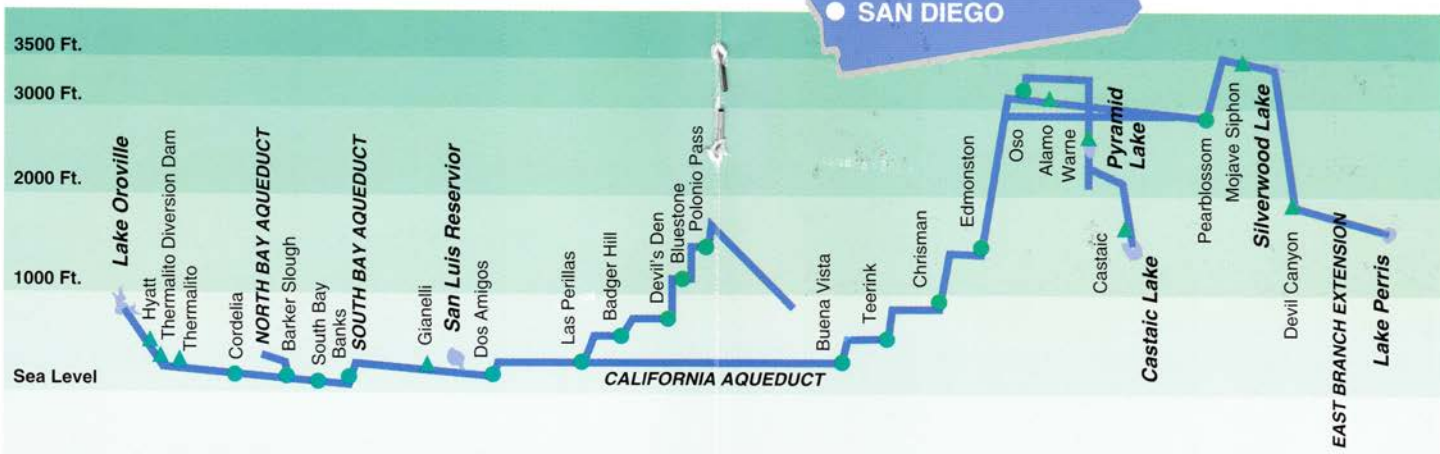 SAN DIEGO
3500 Ft.
3000 Ft.
2000 Ft.
1000 Ft.
Sea Level
Lake Oroville
Hyatt
Thermalito Diversion Dam
Thermalito
Cordelia
NORTH BAY AQUEDUCT
Barker Slough
South Bay
Banks
SOUTH BAY AQUEDUCT
Gianelli
San Luis Reservior
Dos Amigos
Las Perillas
Badger Hill
Devil's Den
Bluestone
Polonio Pass
CALIFORNIA AQUEDUCT
Buena Vista
Teerink
Chrisman
Edmonston
Oso
Alamo
Warne
Pyramid
Lake
Castaic
Castaic Lake
Pearblossom
Mojave Siphon
Silverwood Lake
Devil Canyon
EAST BRANCH EXTENSION
Lake Perris